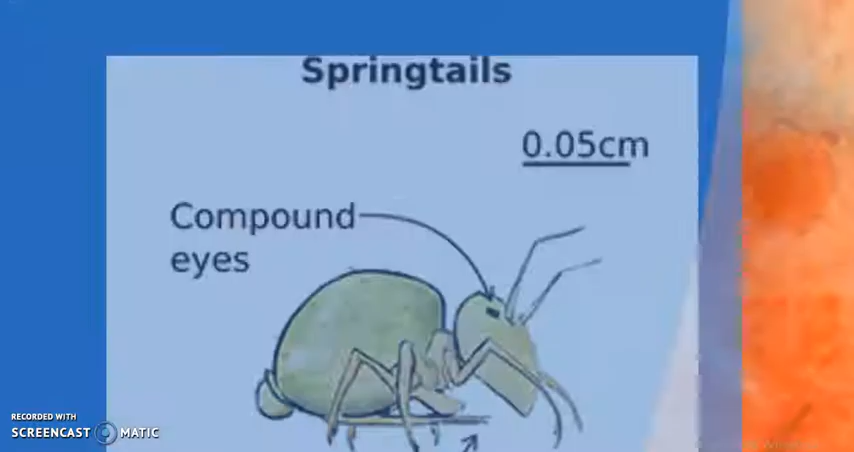 Springtails
0.05cm
Compound
eyes
RECORDED WITH
SCREENCAST MATIC